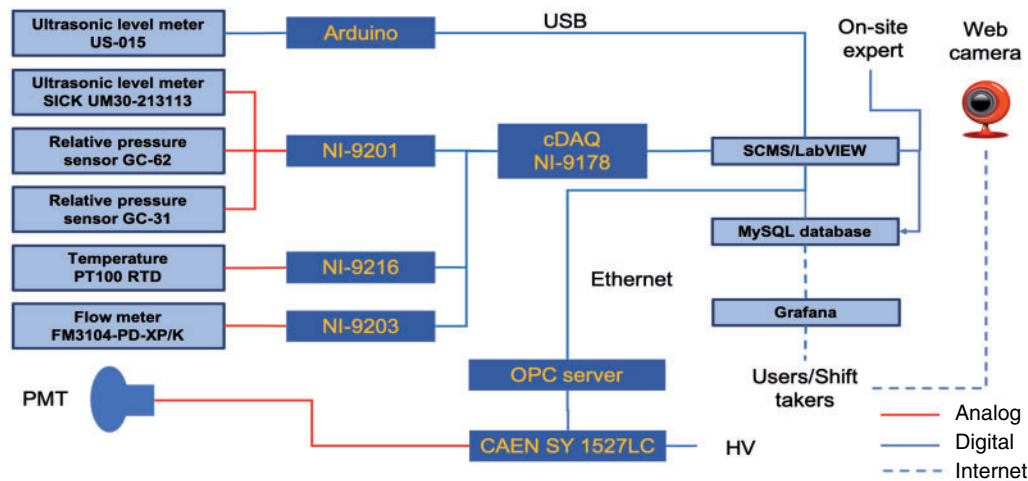 Ultrasonic level meter
US-015
Arduino
USB
On-site
expert
Web
camera
Ultrasonic level meter
SICK UM30-213113
Relative pressure
sensor GC-62
NI-9201
cDAQ
NI-9178
SCMS/LabVIEW
Relative pressure
sensor GC-31
MySQL database
Temperature
PT100 RTD
NI-9216
Ethernet
Flow meter
FM3104-PD-XP/K
NI-9203
Grafana
OPC server
Users/Shift
takers
PMT
CAEN SY 1527LC
HV
Analog
Digital
Internet